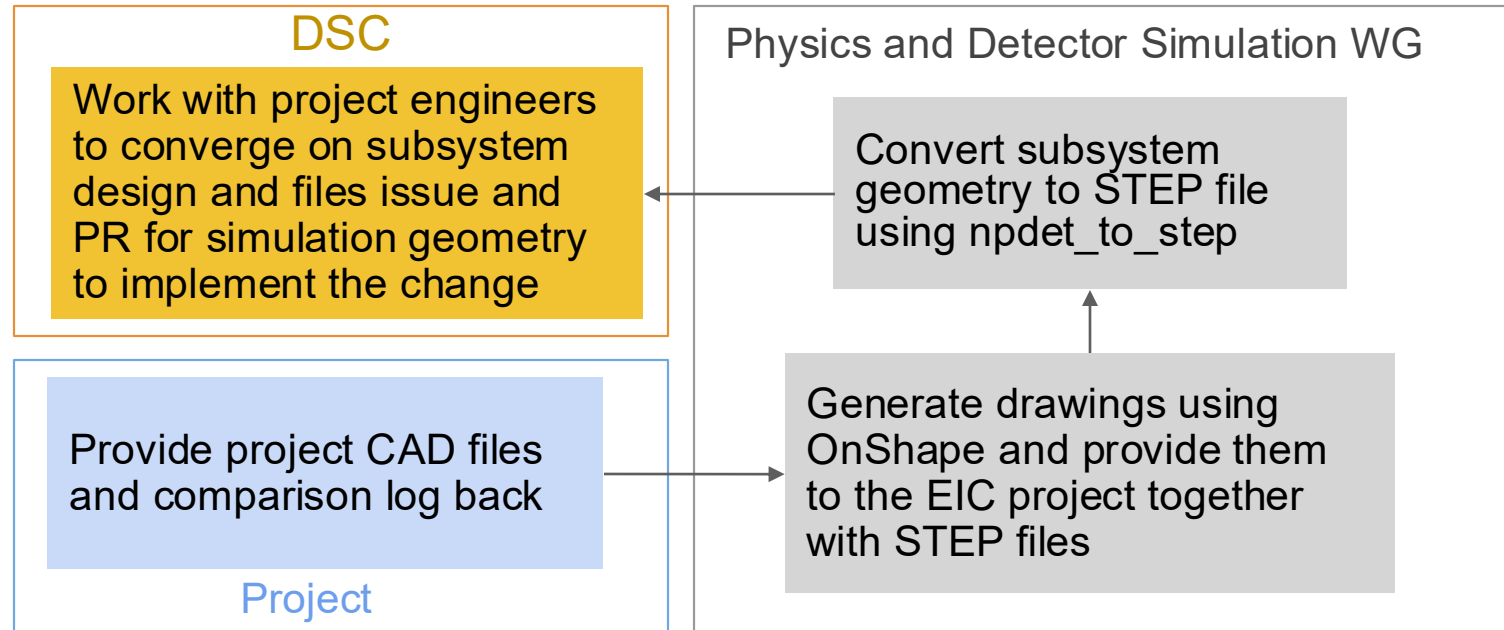 DSC
Work with project engineers
to converge on subsystem
design and files issue and
PR for simulation geometry
to implement the change
Physics and Detector Simulation WG
Convert subsystem
geometry to STEP file
using npdet_to_step
Provide project CAD files
and comparison log back
Project
Generate drawings using
OnShape and provide them
to the EIC project together
with STEP files